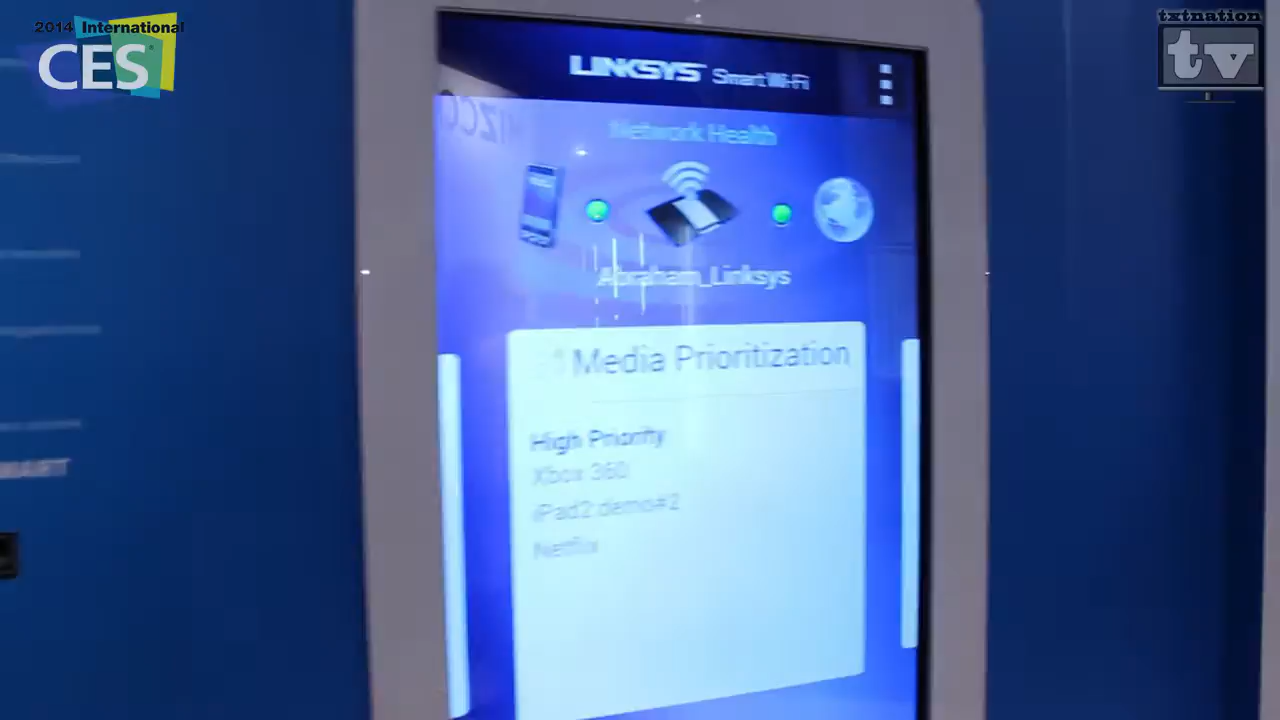 2014 International
CES
txtnation
tv
LINKSYS Smart Wi-Fi
Network Health
Abraham_Linksys
Media Prioritization
High Priority
Xbox 360
iPad2 demo#2
Netflix